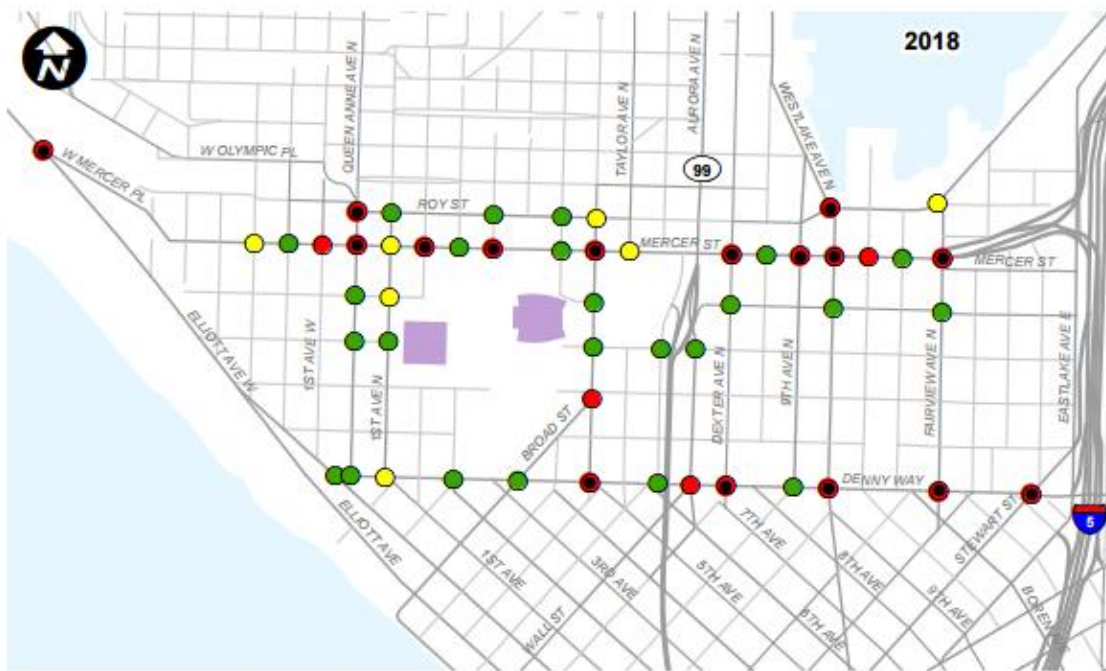 2018
N
QUEEN ANNE AVE N
TAYLOR AVE N
AURORA AVE N
WESTLAKE AVE N
W OLYMPIC PL
W MERCER PL
99
ROY ST
MERCER ST
MERCER ST
ELLIOTT AVE W
1ST AVE W
1ST AVE N
BROAD ST
DEXTER AVE N
9TH AVE N
FAIRVIEW AVE N
EASTLAKE AVE E
DENNY WAY
STEWART ST
5
ELLIOTT AVE
1ST AVE
3RD AVE
5TH AVE
7TH AVE
8TH AVE
9TH AVE
WALL ST
6TH AVE